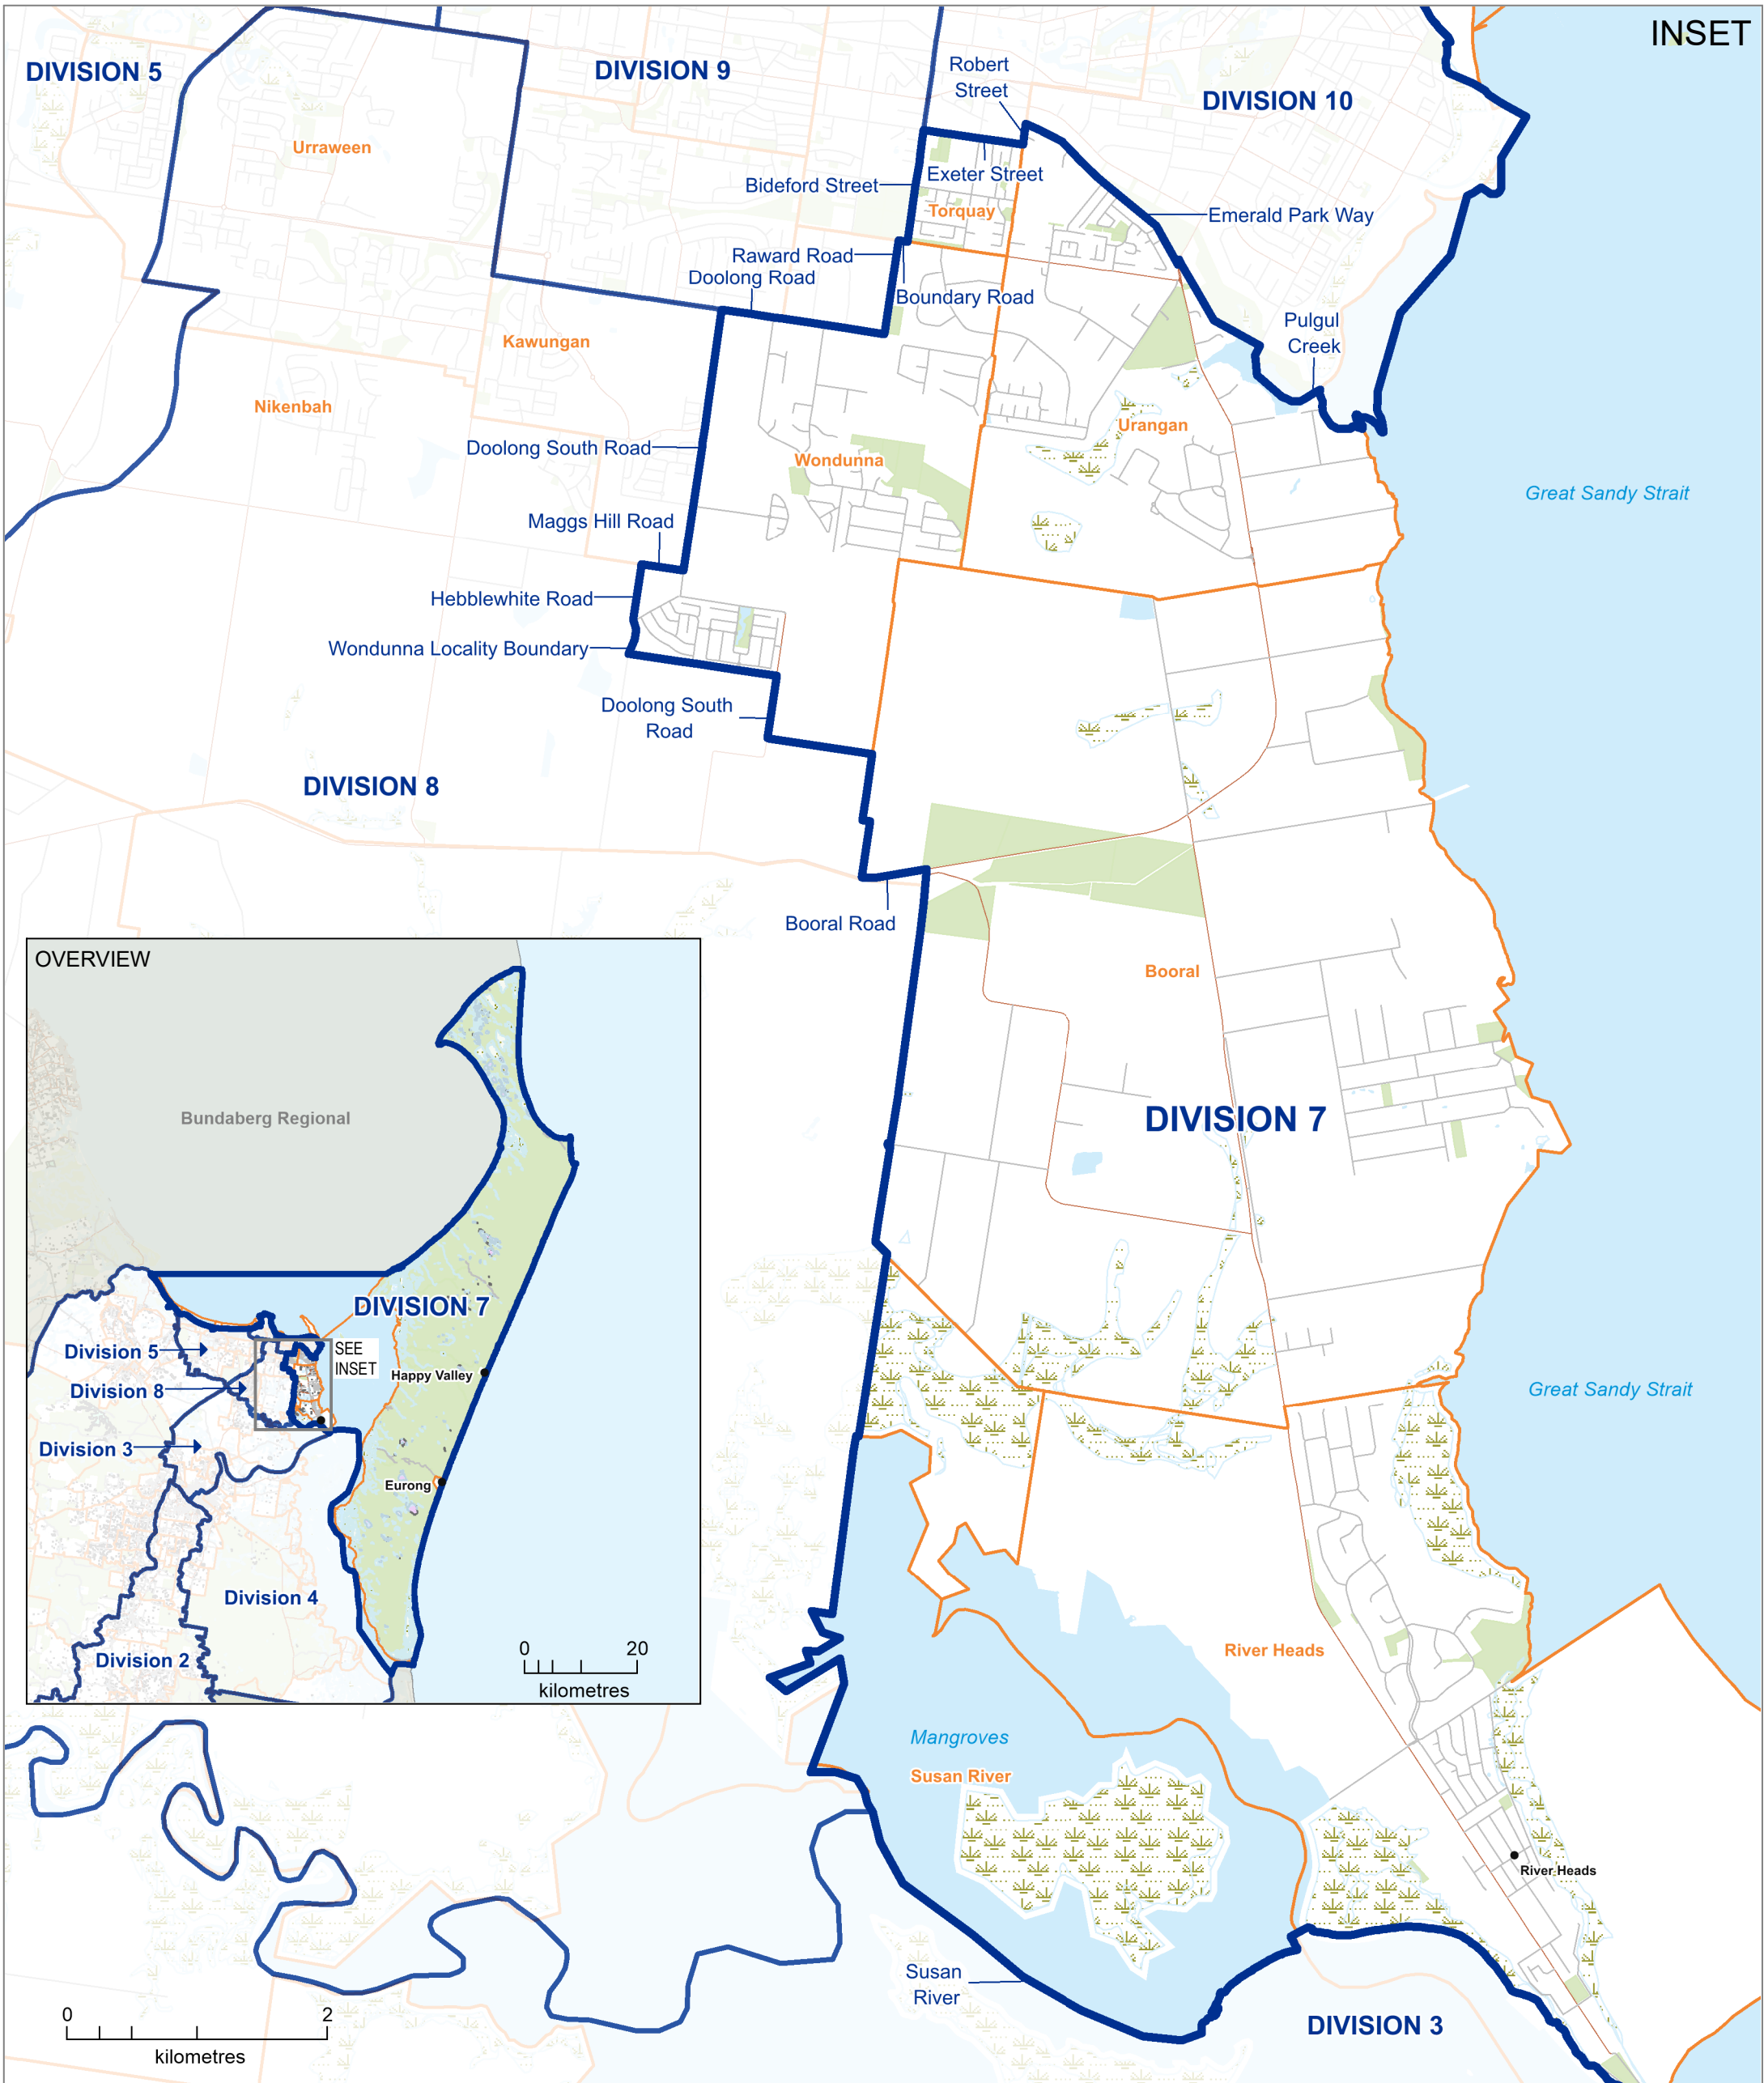 INSET
DIVISION 5
DIVISION 9
Robert
Street
DIVISION 10
Urraween
Exeter Street
Bideford Street
Torquay
Emerald Park Way
Raward Road
Doolong Road
Boundary Road
Pulgul
Creek
Kawungan
Nikenbah
Urangan
Doolong South Road
Wondunna
Great Sandy Strait
Maggs Hill Road
Hebblewhite Road
Wondunna Locality Boundary
Doolong South
Road
DIVISION 8
Booral Road
Booral
DIVISION 7
OVERVIEW
Bundaberg Regional
DIVISION 7
Division 5
SEE
INSET
Happy Valley
Division 8
Division 3
Eurong
Division 4
Division 2
0 20
kilometres
Great Sandy Strait
River Heads
Mangroves
Susan River
River Heads
Susan
River
DIVISION 3
0 2
kilometres